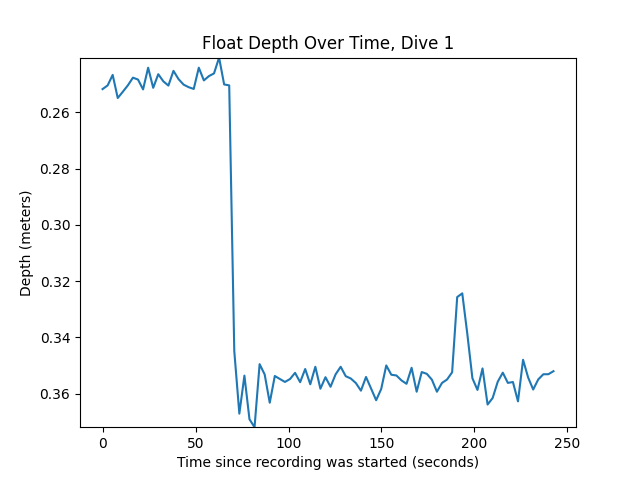 Float Depth Over Time, Dive 1
Depth (meters)
0.26
0.28
0.30
0.32
0.34
0.36
0 50 100 150 200 250
Time since recording was started (seconds)